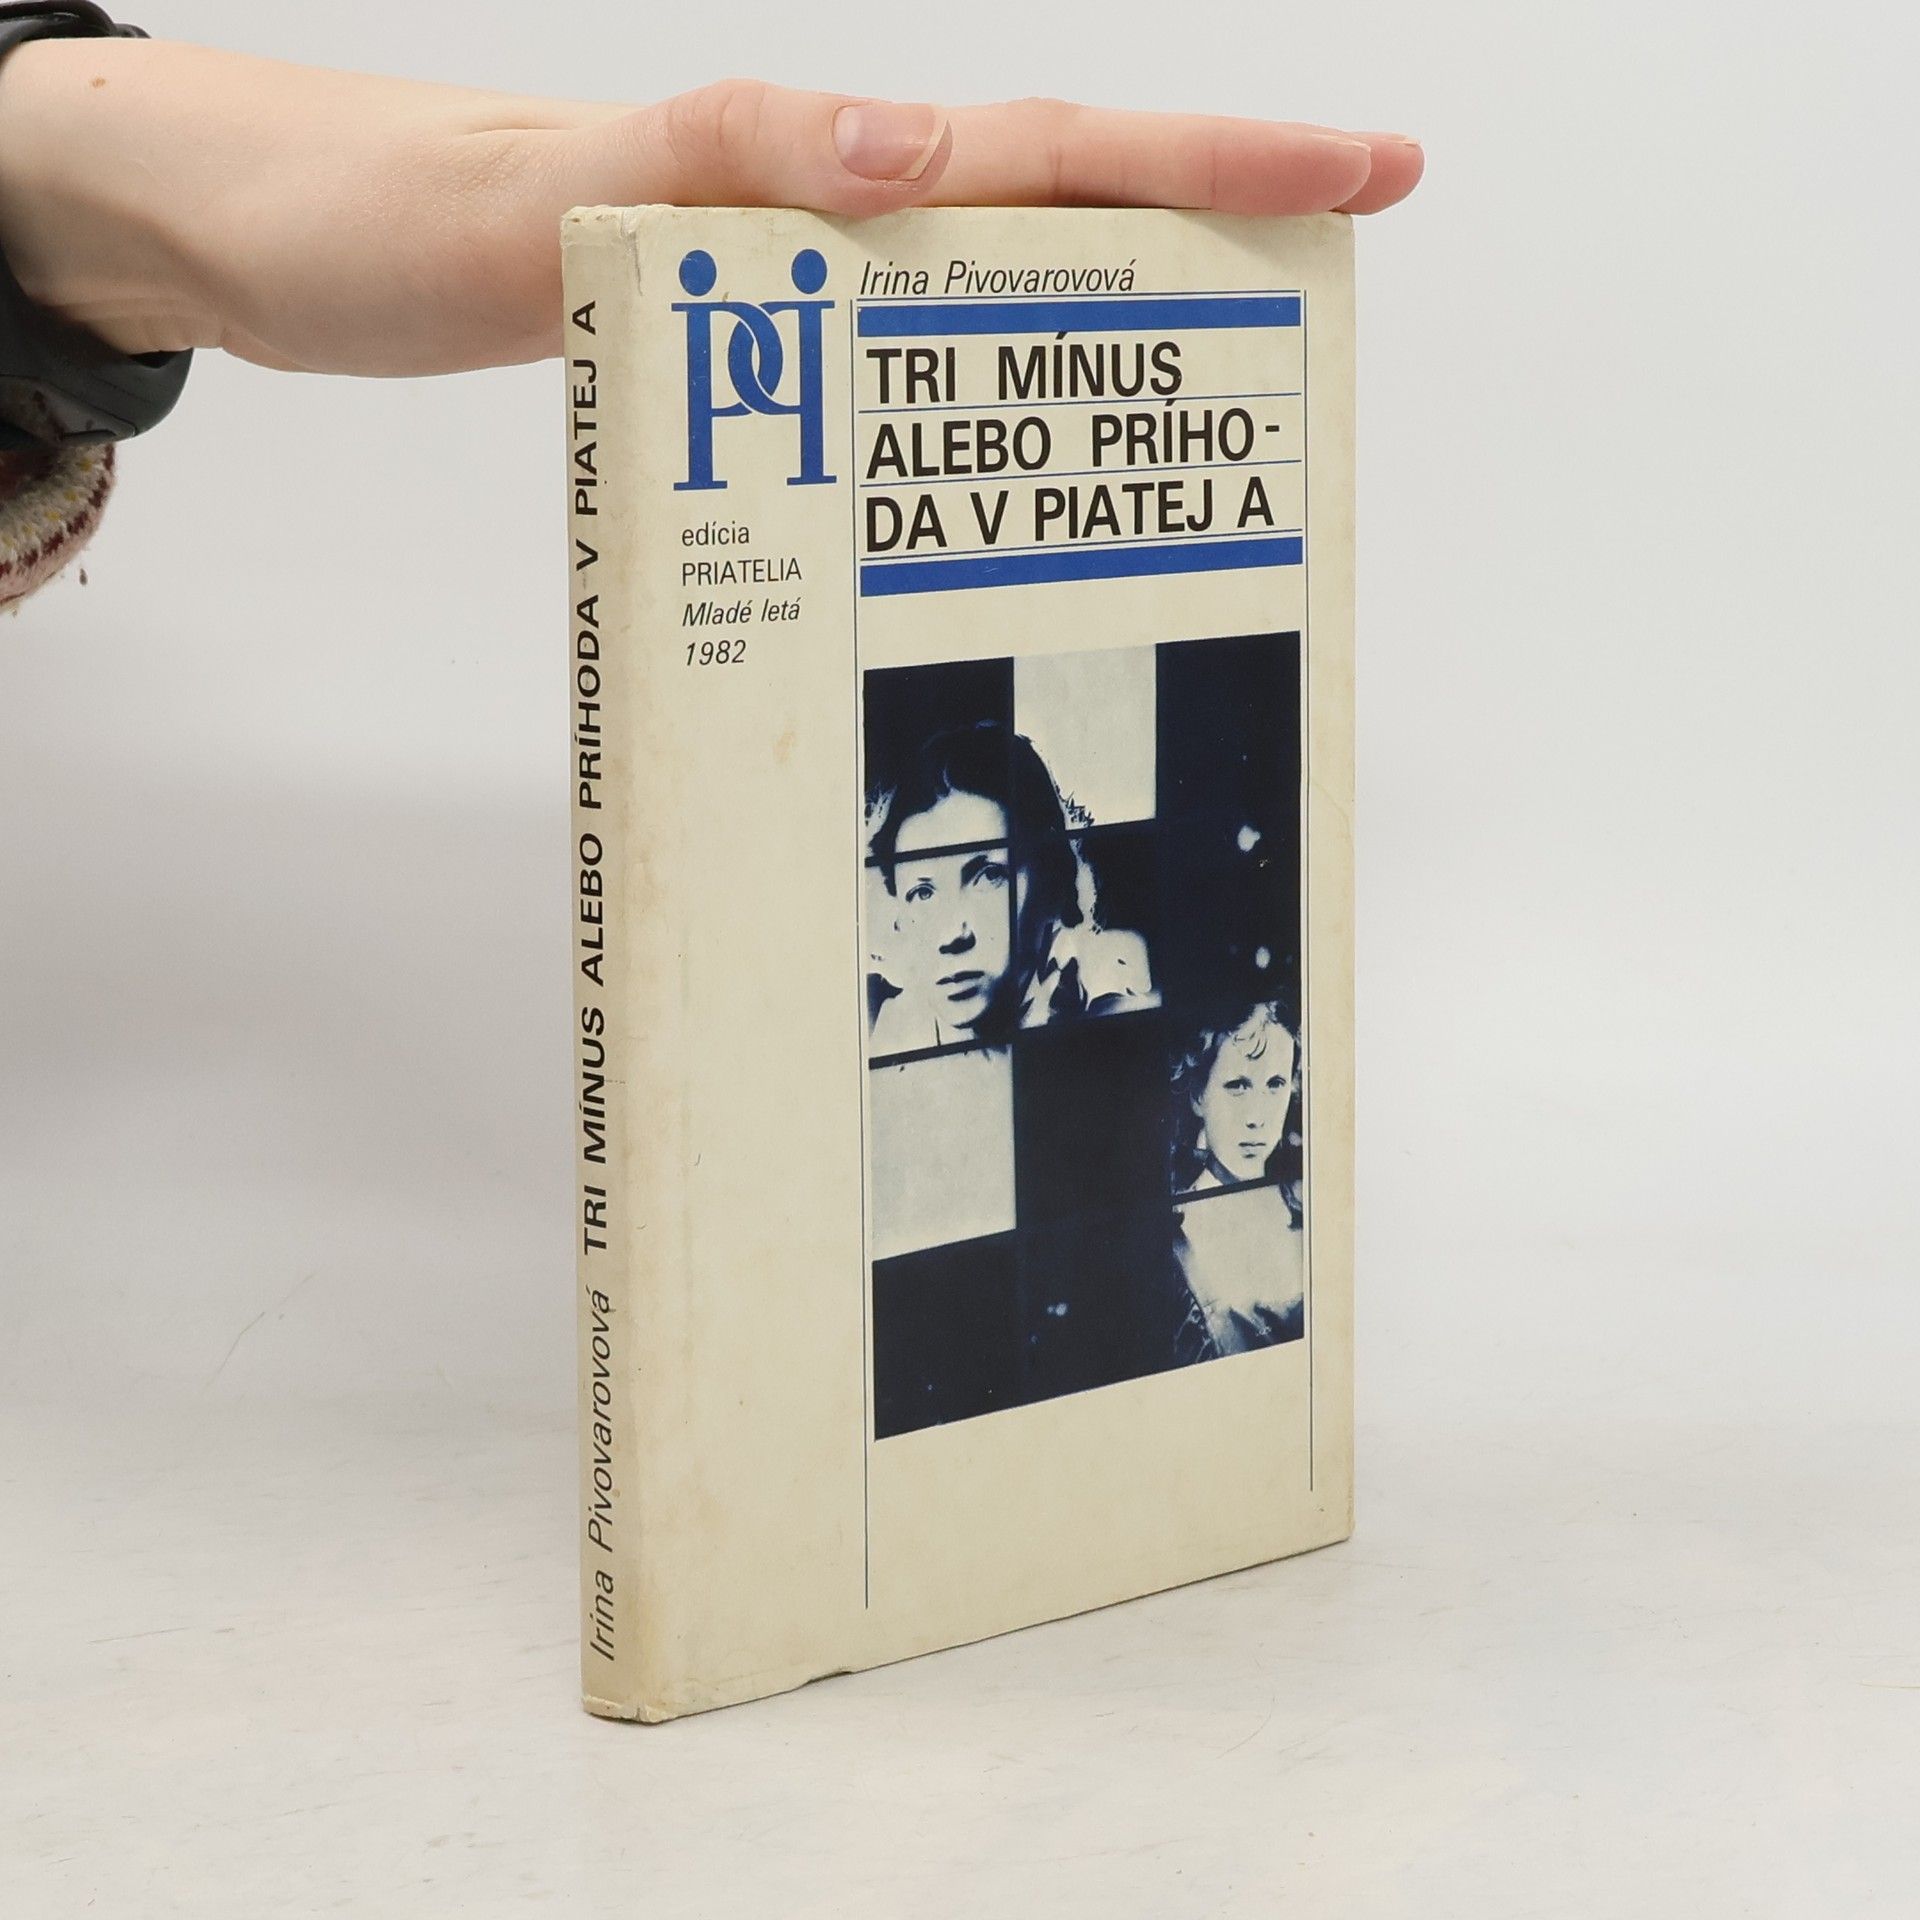 Irina Pivovarovová
TRI MÍNUS
ALEBO PRÍHO-
DA V PIATEJ A
edícia
PRIATELIA
Mladé letá
1982
Irina Pivovarovová TRI MÍNUS ALEBO PRÍHODA V PIATEJ A